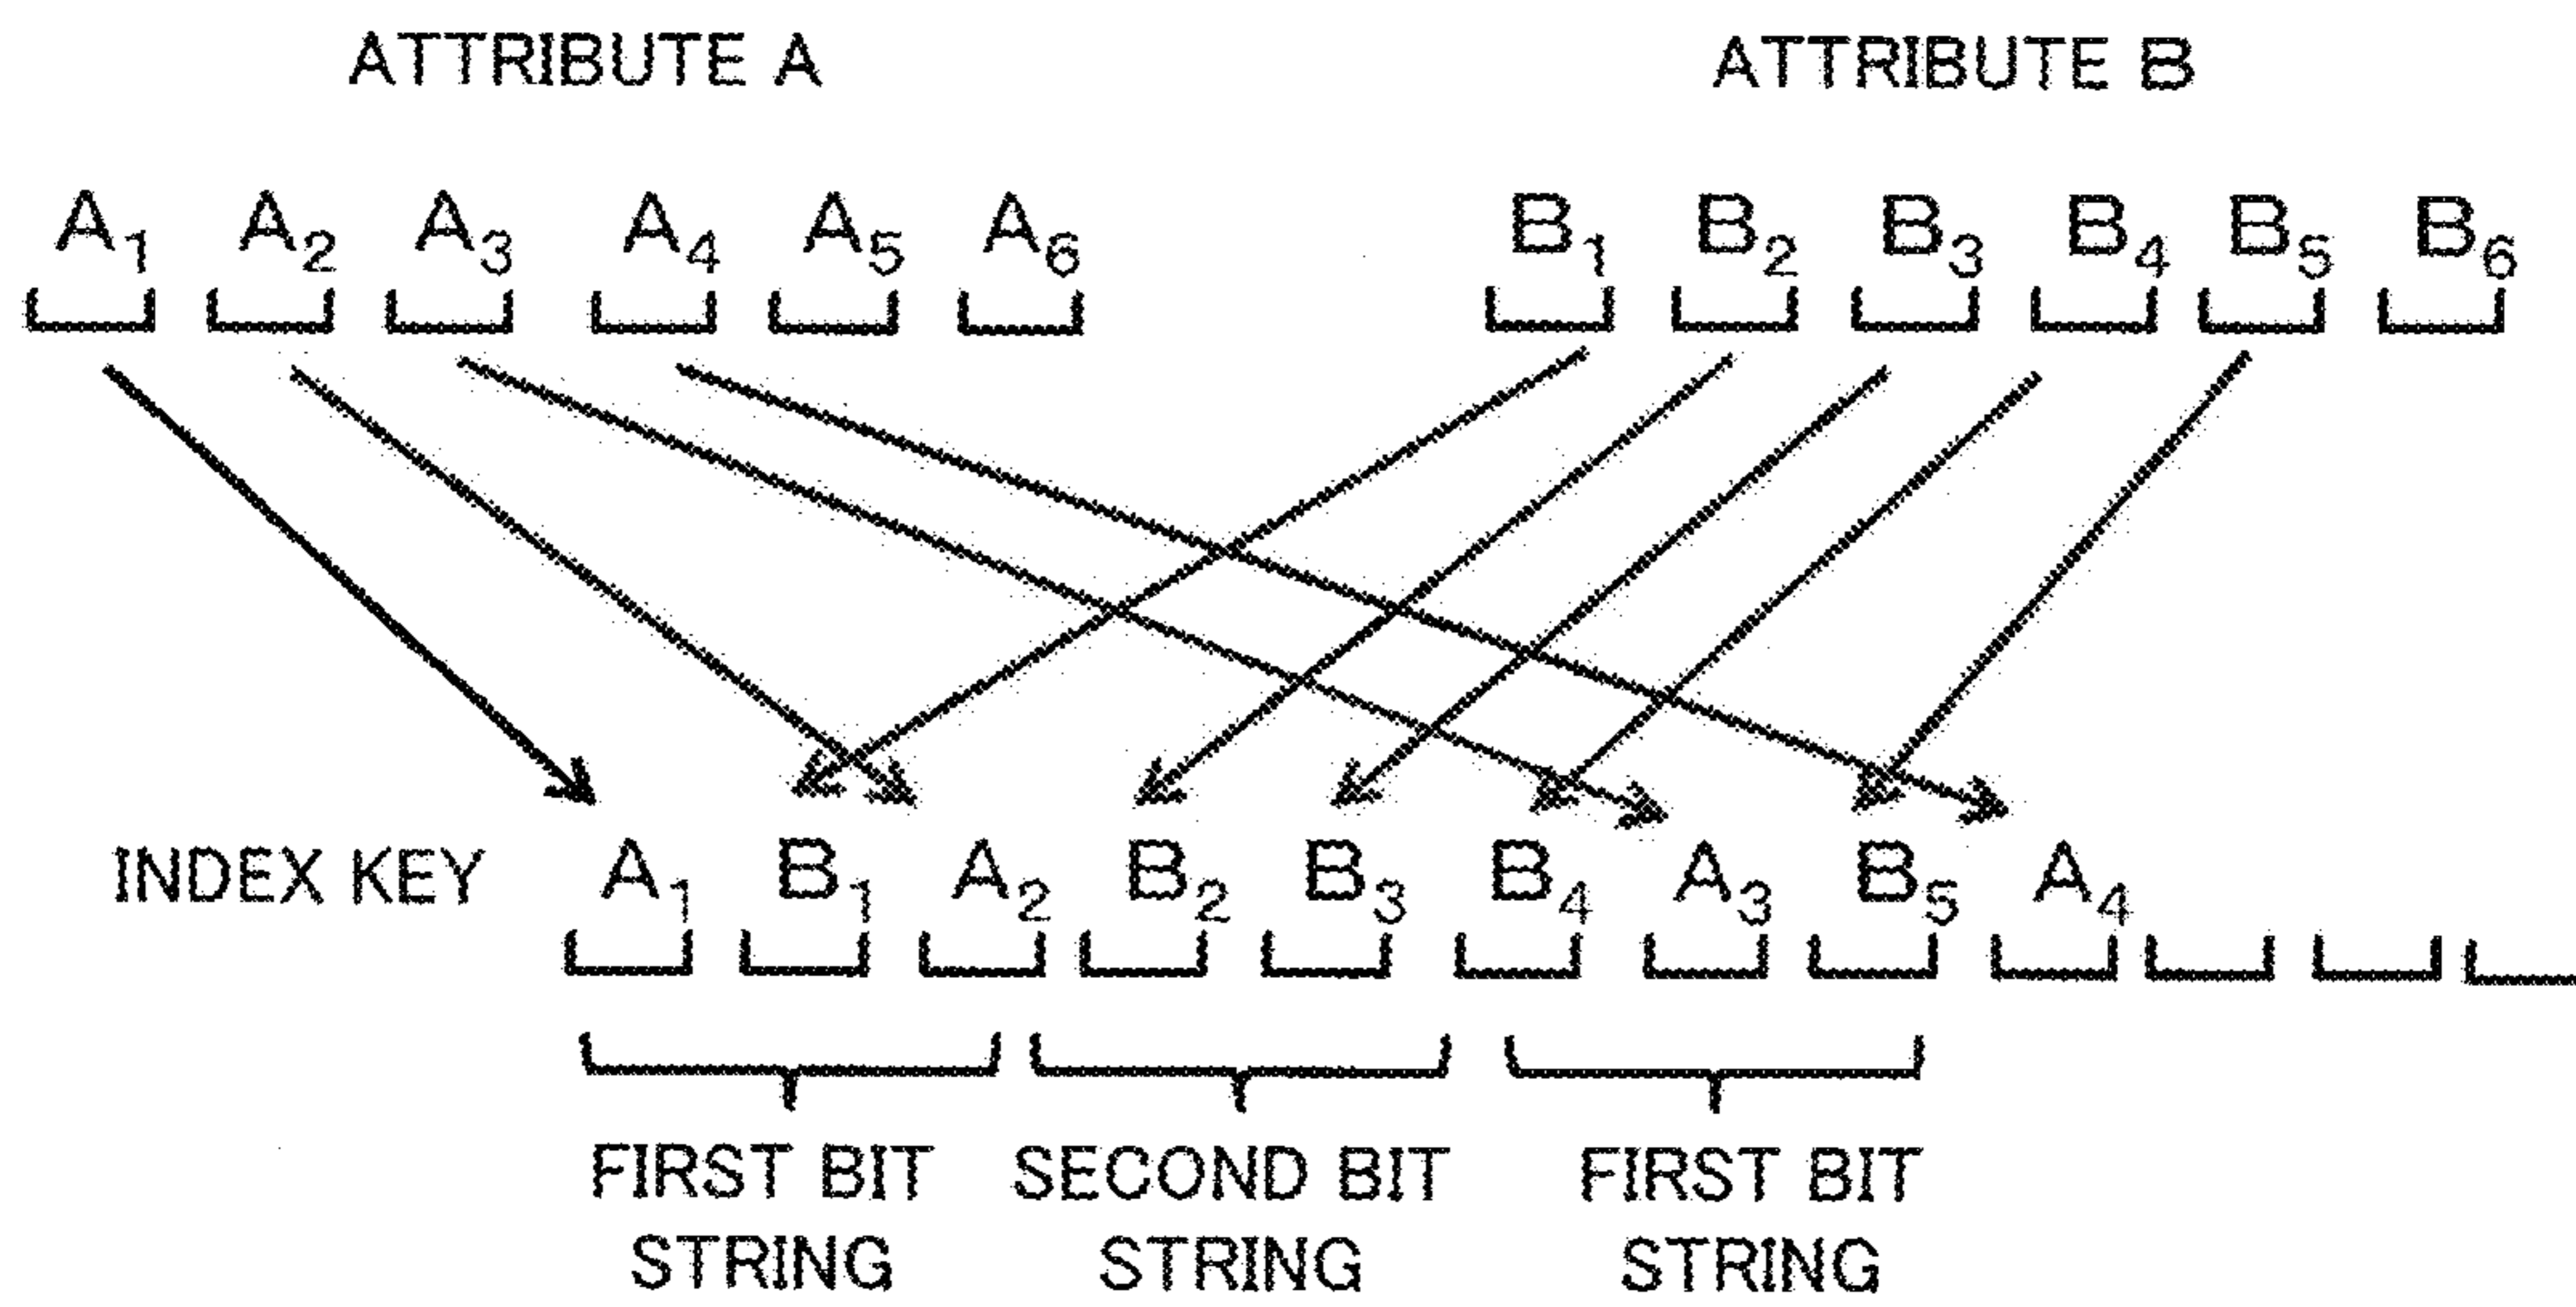 ATTRIBUTE A ATTRIBUTE B
A₁ A₂ A₃ A₄ A₅ A₆ B₁ B₂ B₃ B₄ B₅ B₆
INDEX KEY A₁ B₁ A₂ B₂ B₃ B₄ A₃ B₅ A₄
FIRST BIT SECOND BIT FIRST BIT
STRING STRING STRING